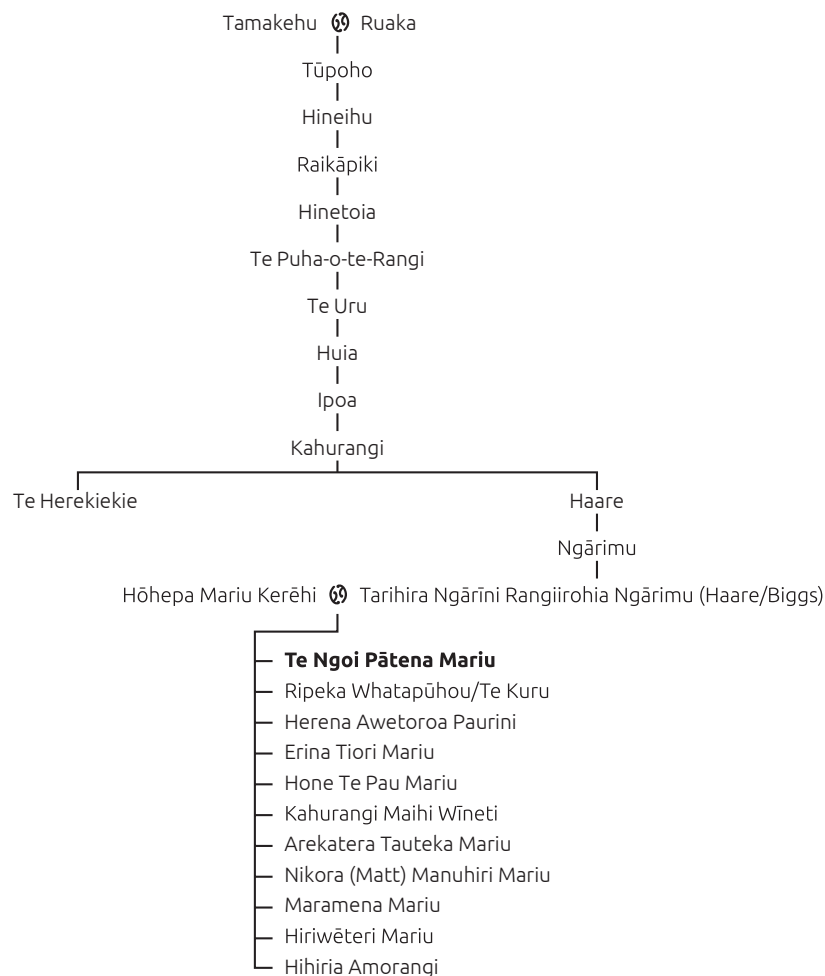 Tamakehu Ruaka
Tūpoho
Hineihu
Raikāpiki
Hinetoia
Te Puha-o-te-Rangi
Te Uru
Huia
Ipoa
Kahurangi
Te Herekiekie Haare
Ngārimu
Hōhepa Mariu Kerēhi Tarihira Ngārīni Rangiirohia Ngārimu (Haare/Biggs)
Te Ngoi Pātena Mariu
Ripeka Whatapūhou/Te Kuru
Herena Awetoroa Paurini
Erina Tiori Mariu
Hone Te Pau Mariu
Kahurangi Maihi Wīneti
Arekatera Tauteka Mariu
Nikora (Matt) Manuhiri Mariu
Maramena Mariu
Hiriwēteri Mariu
Hihiria Amorangi